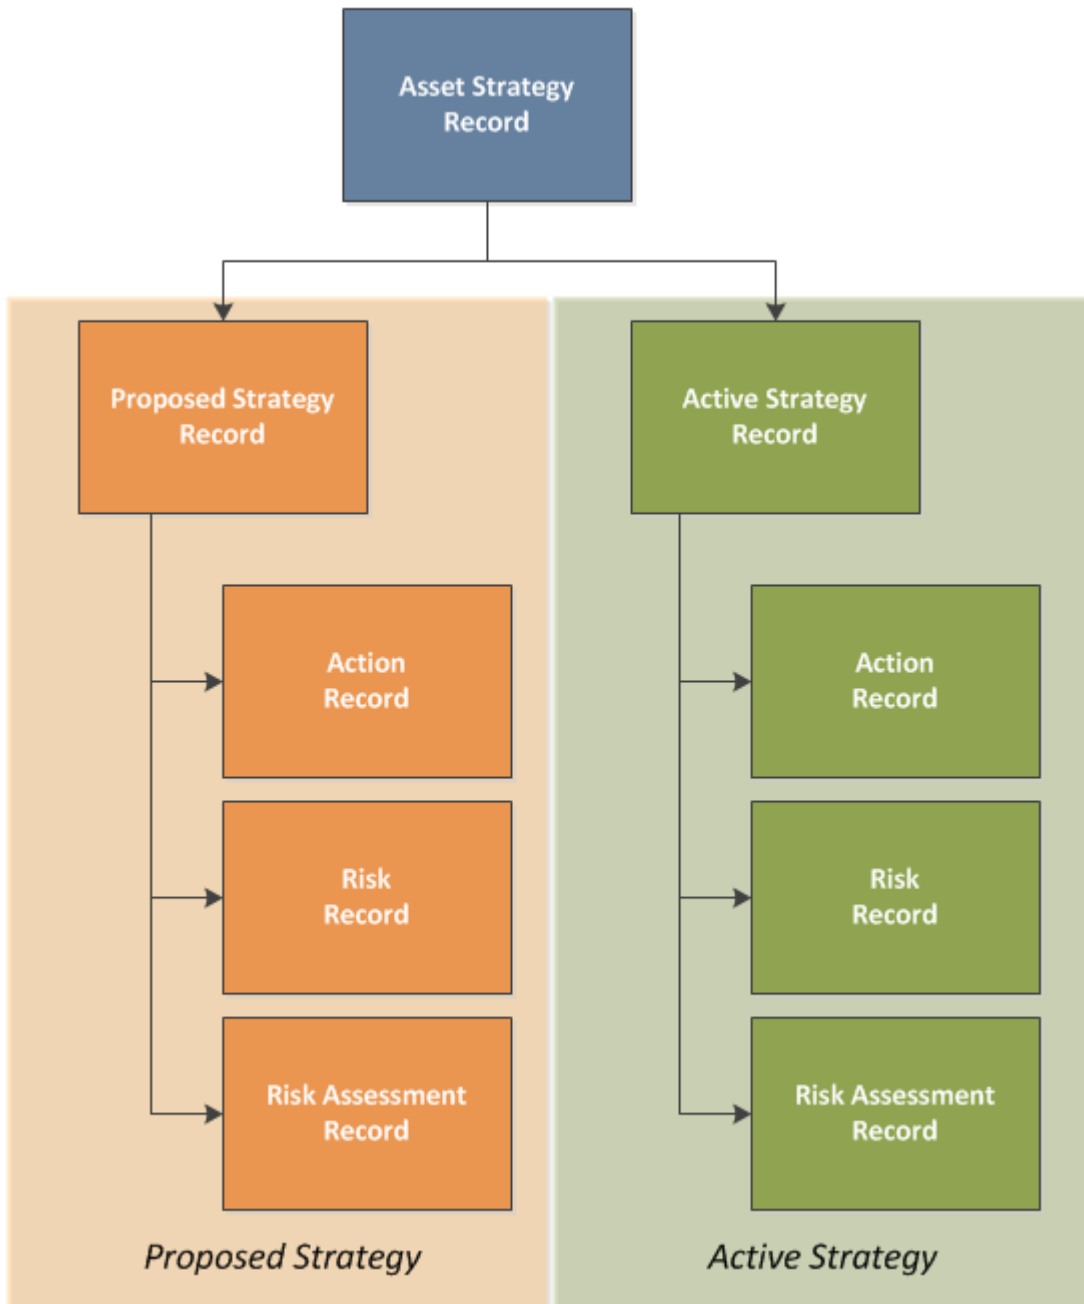 Asset Strategy
Record
Proposed Strategy
Record
Active Strategy
Record
Action
Record
Action
Record
Risk
Record
Risk
Record
Risk Assessment
Record
Risk Assessment
Record
Proposed Strategy
Active Strategy